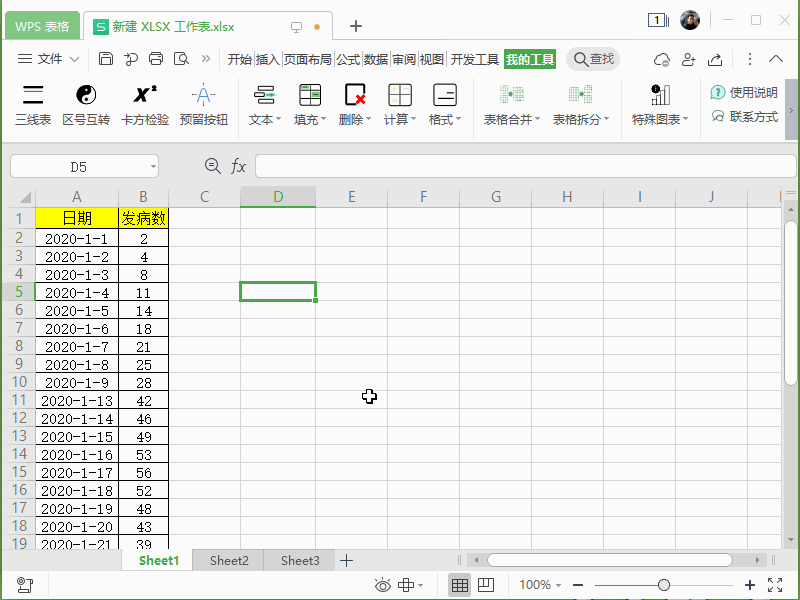 WPS 表格 新建 XLSX 工作表.xlsx 1
文件 开始 插入 页面布局 公式 数据 审阅 视图 开发工具 我的工具 查找
三线表 区号互转 卡方检验 预留按钮 文本 填充 删除 计算 格式 表格合并 表格拆分 特殊图表 使用说明
联系方式
D5 fx
A B C D E F G H I J
1 日期 发病数
2 2020-1-1 2
3 2020-1-2 4
4 2020-1-3 8
5 2020-1-4 11
6 2020-1-5 14
7 2020-1-6 18
8 2020-1-7 21
9 2020-1-8 25
10 2020-1-9 28
11 2020-1-13 42
12 2020-1-14 46
13 2020-1-15 49
14 2020-1-16 53
15 2020-1-17 56
16 2020-1-18 52
17 2020-1-19 48
18 2020-1-20 43
19 2020-1-21 39
Sheet1 Sheet2 Sheet3
100%